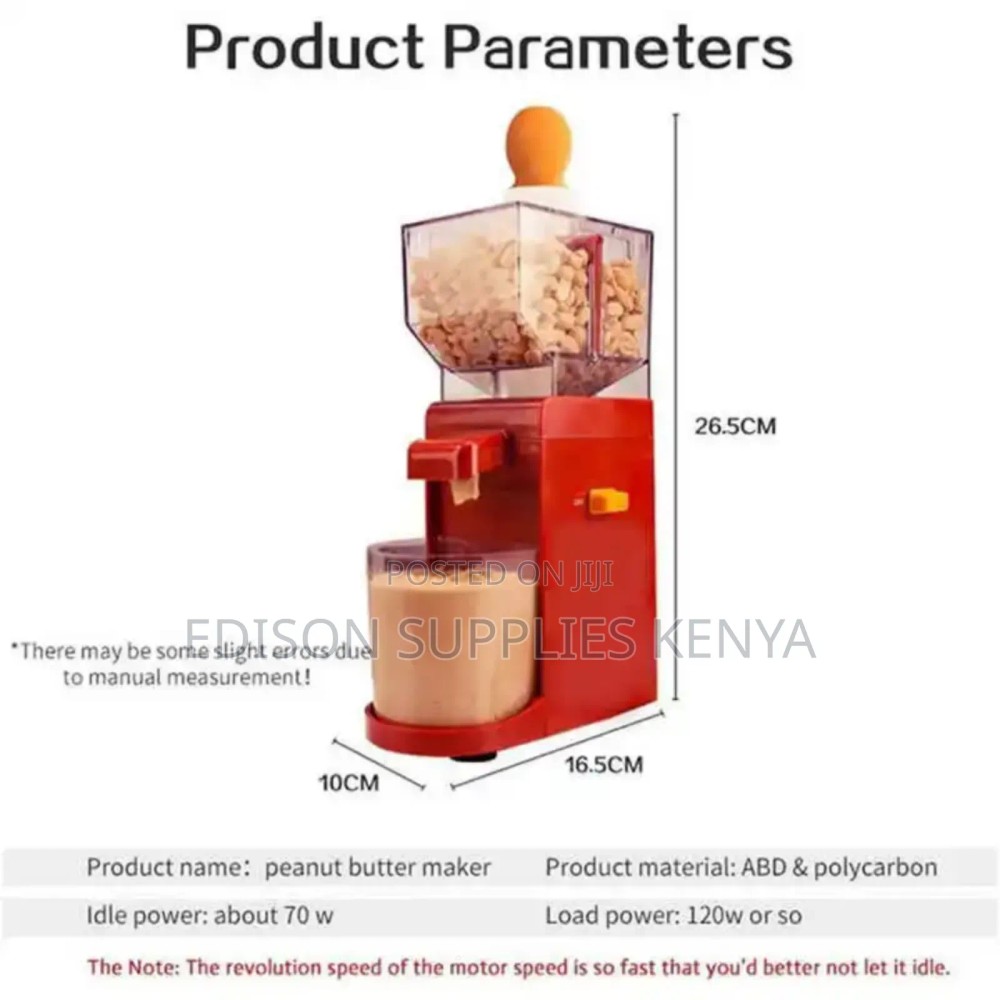 Product Parameters
26.5CM
POSTED ON JIJI
EDISON SUPPLIES KENYA
*There may be some slight errors due
to manual measurement!
16.5CM
10CM
Product name: peanut butter maker
Product material: ABD & polycarbon
Idle power: about 70 w
Load power: 120w or so
The Note: The revolution speed of the motor speed is so fast that you'd better not let it idle.